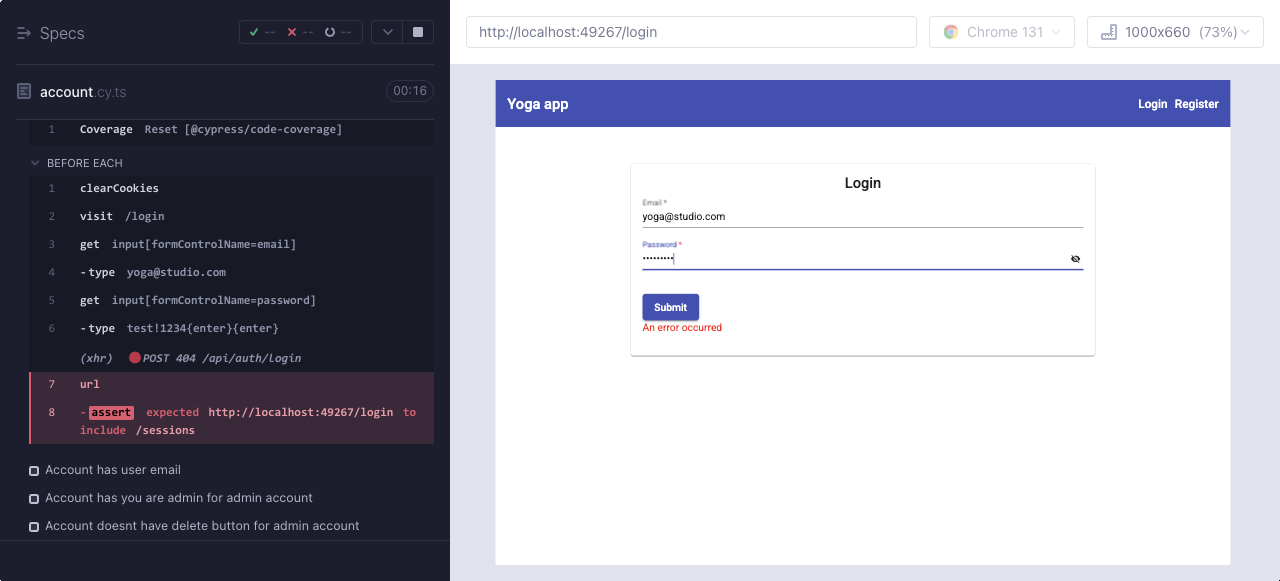 Specs
-- -- --
account.cy.ts 00:16
1 Coverage Reset [@cypress/code-coverage]
BEFORE EACH
1 clearCookies
2 visit /login
3 get input[formControlName=email]
4 -type yoga@studio.com
5 get input[formControlName=password]
6 -type test!1234{enter}{enter}
(xhr) POST 404 /api/auth/login
7 url
8 -assert expected http://localhost:49267/login to
include /sessions
Account has user email
Account has you are admin for admin account
Account doesnt have delete button for admin account
http://localhost:49267/login
Chrome 131
1000x660 (73%)
Yoga app
Login Register
Login
Email *
yoga@studio.com
Password *
•••••••••
Submit
An error occurred